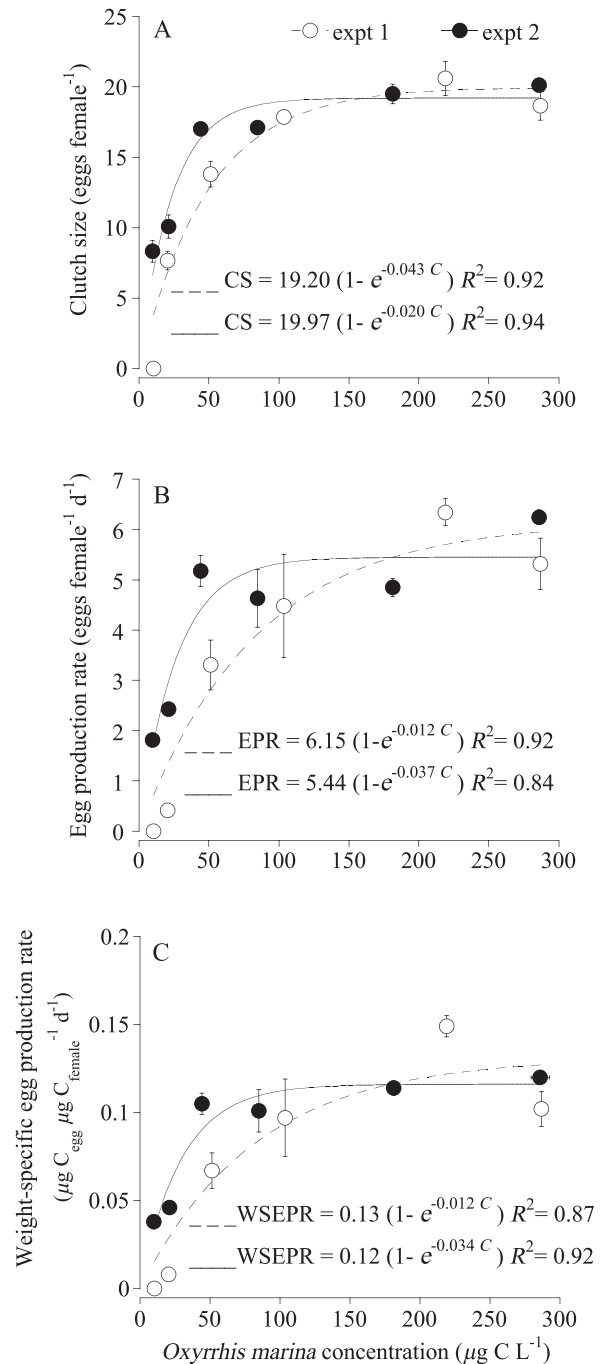 A
expt 1
expt 2
Clutch size (eggs female⁻¹)
25
20
15
10
5
0
CS = 19.20 (1- e^-0.043 C) R²= 0.92
CS = 19.97 (1- e^-0.020 C) R²= 0.94
0 50 100 150 200 250 300
B
Egg production rate (eggs female⁻¹ d⁻¹)
7
6
5
4
3
2
1
0
EPR = 6.15 (1-e^-0.012 C) R²= 0.92
EPR = 5.44 (1-e^-0.037 C) R²= 0.84
0 50 100 150 200 250 300
C
Weight-specific egg production rate
(µg C_egg µg C_female⁻¹ d⁻¹)
0.2
0.15
0.1
0.05
0
WSEPR = 0.13 (1- e^-0.012 C) R²= 0.87
WSEPR = 0.12 (1- e^-0.034 C) R²= 0.92
0 50 100 150 200 250 300
Oxyrrhis marina concentration (µg C L⁻¹)